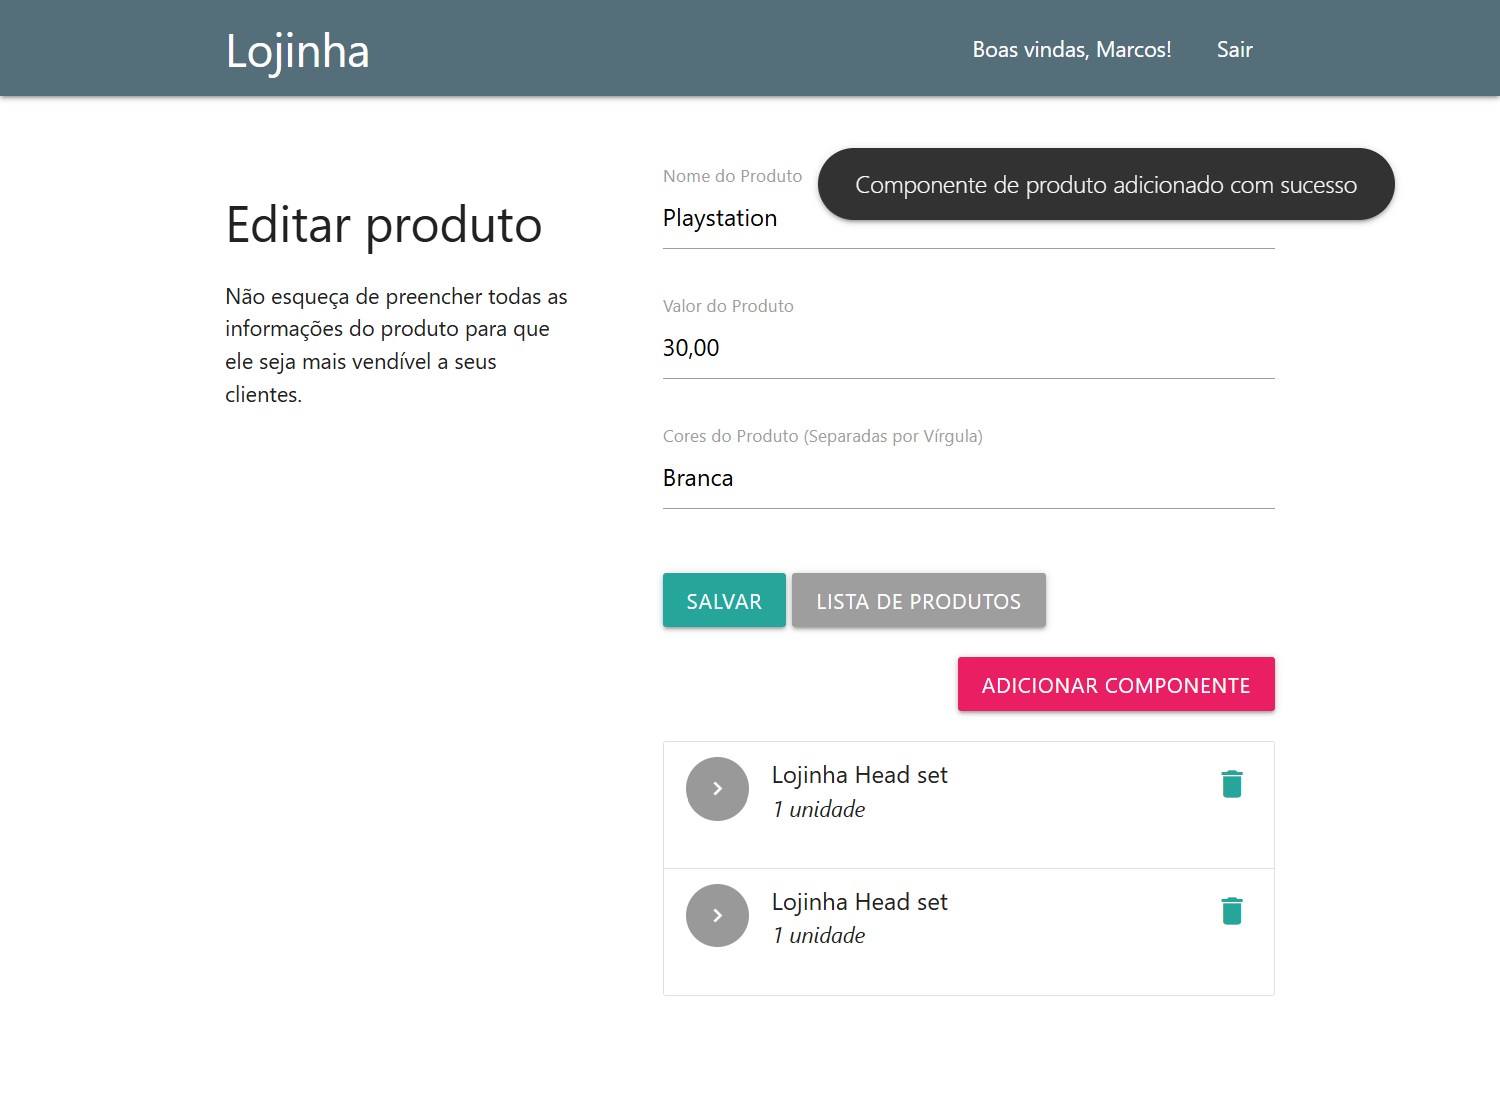 Lojinha
Boas vindas, Marcos!
Sair
Editar produto
Não esqueça de preencher todas as
informações do produto para que
ele seja mais vendível a seus
clientes.
Nome do Produto
Componente de produto adicionado com sucesso
Playstation
Valor do Produto
30,00
Cores do Produto (Separadas por Vírgula)
Branca
SALVAR
LISTA DE PRODUTOS
ADICIONAR COMPONENTE
Lojinha Head set
1 unidade
Lojinha Head set
1 unidade